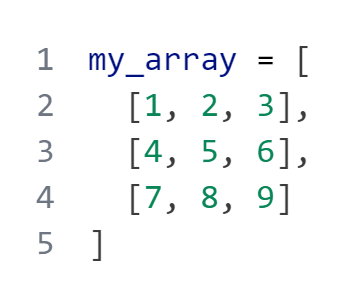 1 my_array = [
2   [1, 2, 3],
3   [4, 5, 6],
4   [7, 8, 9]
5 ]